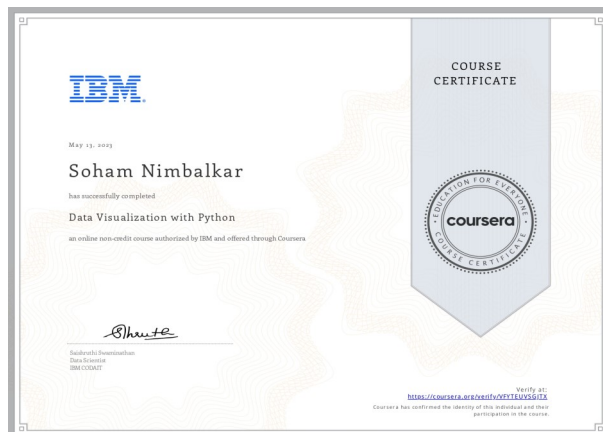 IBM
May 13, 2023
Soham Nimbalkar
has successfully completed
Data Visualization with Python
an online non-credit course authorized by IBM and offered through Coursera
Saishruthi Swaminathan
Data Scientist
IBM CODAIT
COURSE
CERTIFICATE
EDUCATION FOR EVERYONE
coursera
COURSE CERTIFICATE
Verify at:
https://coursera.org/verify/VFYTEUVSGJTX
Coursera has confirmed the identity of this individual and their
participation in the course.